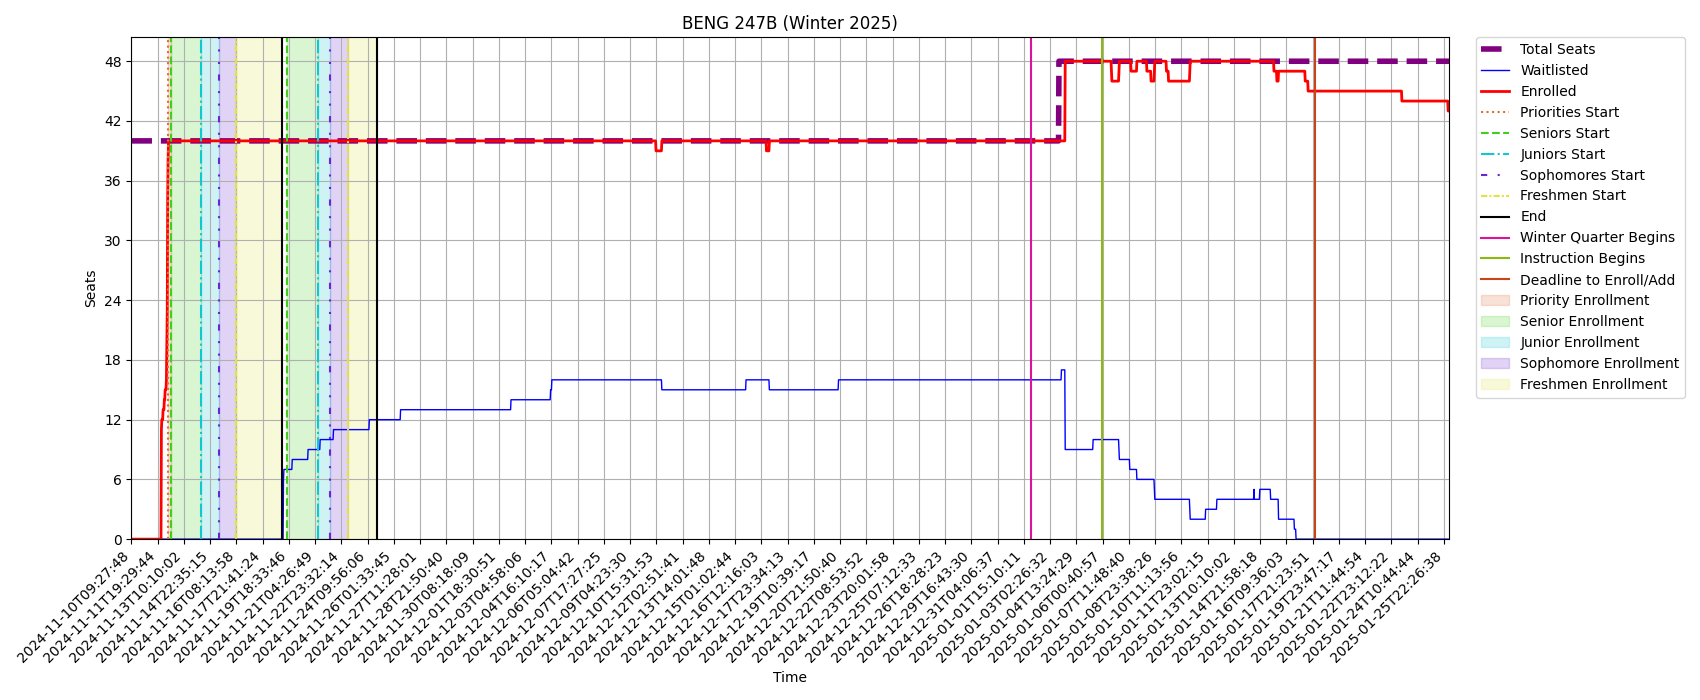 BENG 247B (Winter 2025)
Seats
48
42
36
30
24
18
12
6
0
2024-11-10T09:27:48
2024-11-11T19:29:44
2024-11-13T10:10:02
2024-11-14T22:35:15
2024-11-16T08:13:58
2024-11-17T21:41:24
2024-11-19T18:33:46
2024-11-21T04:26:49
2024-11-22T23:32:14
2024-11-24T09:56:06
2024-11-26T01:33:45
2024-11-27T11:28:01
2024-11-28T21:50:40
2024-11-30T08:18:09
2024-12-01T18:30:51
2024-12-03T04:58:06
2024-12-04T16:10:17
2024-12-06T05:04:42
2024-12-07T17:27:25
2024-12-09T04:23:30
2024-12-10T15:31:53
2024-12-12T02:51:41
2024-12-13T14:01:48
2024-12-15T01:02:44
2024-12-16T12:16:03
2024-12-17T23:34:13
2024-12-19T10:39:17
2024-12-20T21:50:40
2024-12-22T08:53:52
2024-12-23T20:01:58
2024-12-25T07:12:33
2024-12-26T18:28:23
2024-12-29T16:43:30
2024-12-31T04:06:37
2025-01-01T15:10:11
2025-01-03T02:26:32
2025-01-04T13:24:29
2025-01-06T00:40:57
2025-01-07T11:48:40
2025-01-08T23:38:26
2025-01-10T11:13:56
2025-01-11T23:02:15
2025-01-13T10:10:02
2025-01-14T21:58:18
2025-01-16T09:36:03
2025-01-17T21:23:51
2025-01-19T23:47:17
2025-01-21T11:44:54
2025-01-22T23:12:22
2025-01-24T10:44:44
2025-01-25T22:26:38
Time
Total Seats
Waitlisted
Enrolled
Priorities Start
Seniors Start
Juniors Start
Sophomores Start
Freshmen Start
End
Winter Quarter Begins
Instruction Begins
Deadline to Enroll/Add
Priority Enrollment
Senior Enrollment
Junior Enrollment
Sophomore Enrollment
Freshmen Enrollment